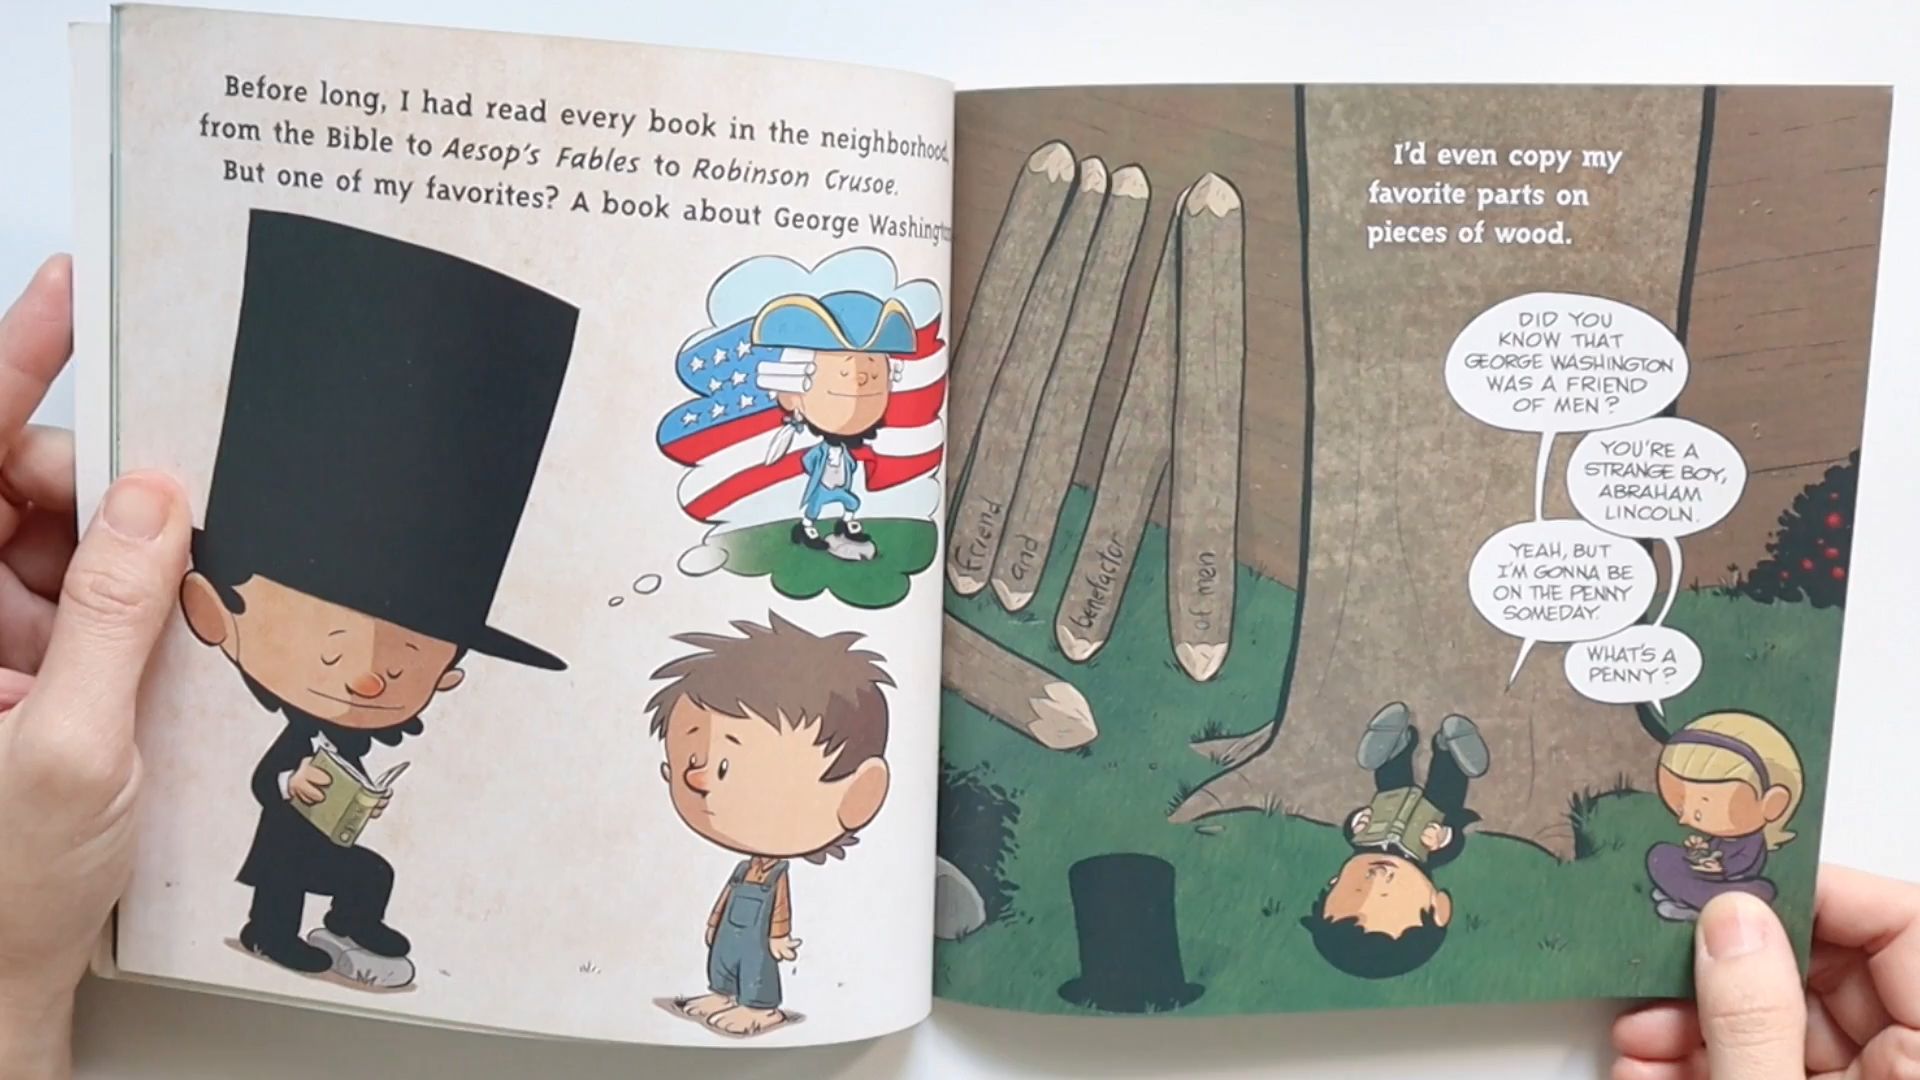 Before long, I had read every book in the neighborhood,
from the Bible to Aesop's Fables to Robinson Crusoe.
But one of my favorites? A book about George Washington
I'd even copy my
favorite parts on
pieces of wood.
friend
and
benefactor
of men
DID YOU
KNOW THAT
GEORGE WASHINGTON
WAS A FRIEND
OF MEN?
YOU'RE A
STRANGE BOY,
ABRAHAM
LINCOLN.
YEAH, BUT
I'M GONNA BE
ON THE PENNY
SOMEDAY.
WHAT'S A
PENNY?